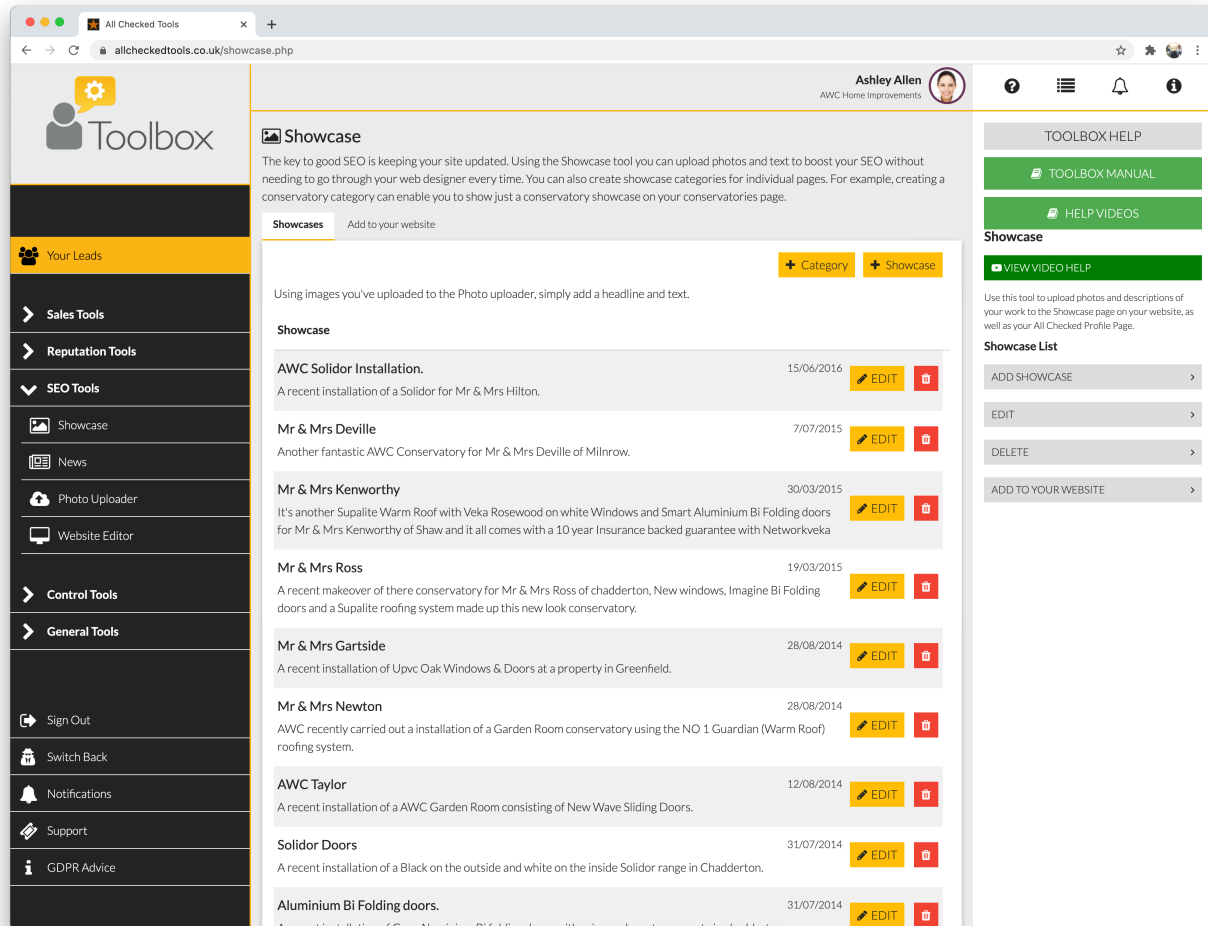 All Checked Tools
allcheckedtools.co.uk/showcase.php
Toolbox
Ashley Allen
AWC Home Improvements
Your Leads
Sales Tools
Reputation Tools
SEO Tools
Showcase
News
Photo Uploader
Website Editor
Control Tools
General Tools
Sign Out
Switch Back
Notifications
Support
GDPR Advice
Showcase
The key to good SEO is keeping your site updated. Using the Showcase tool you can upload photos and text to boost your SEO without
needing to go through your web designer every time. You can also create showcase categories for individual pages. For example, creating a
conservatory category can enable you to show just a conservatory showcase on your conservatories page.
Showcases
Add to your website
Category
Showcase
Using images you've uploaded to the Photo uploader, simply add a headline and text.
Showcase
AWC Solidor Installation.
15/06/2016
EDIT
A recent installation of a Solidor for Mr & Mrs Hilton.
Mr & Mrs Deville
7/07/2015
EDIT
Another fantastic AWC Conservatory for Mr & Mrs Deville of Milnrow.
Mr & Mrs Kenworthy
30/03/2015
EDIT
It's another Supalite Warm Roof with Veka Rosewood on white Windows and Smart Aluminium Bi Folding doors
for Mr & Mrs Kenworthy of Shaw and it all comes with a 10 year Insurance backed guarantee with Networkveka
Mr & Mrs Ross
19/03/2015
EDIT
A recent makeover of there conservatory for Mr & Mrs Ross of chadderton, New windows, Imagine Bi Folding
doors and a Supalite roofing system made up this new look conservatory.
Mr & Mrs Gartside
28/08/2014
EDIT
A recent installation of Upvc Oak Windows & Doors at a property in Greenfield.
Mr & Mrs Newton
28/08/2014
EDIT
AWC recently carried out a installation of a Garden Room conservatory using the NO 1 Guardian (Warm Roof)
roofing system.
AWC Taylor
12/08/2014
EDIT
A recent installation of a AWC Garden Room consisting of New Wave Sliding Doors.
Solidor Doors
31/07/2014
EDIT
A recent installation of a Black on the outside and white on the inside Solidor range in Chadderton.
Aluminium Bi Folding doors.
31/07/2014
EDIT
TOOLBOX HELP
TOOLBOX MANUAL
HELP VIDEOS
Showcase
VIEW VIDEO HELP
Use this tool to upload photos and descriptions of
your work to the Showcase page on your website, as
well as your All Checked Profile Page.
Showcase List
ADD SHOWCASE
EDIT
DELETE
ADD TO YOUR WEBSITE